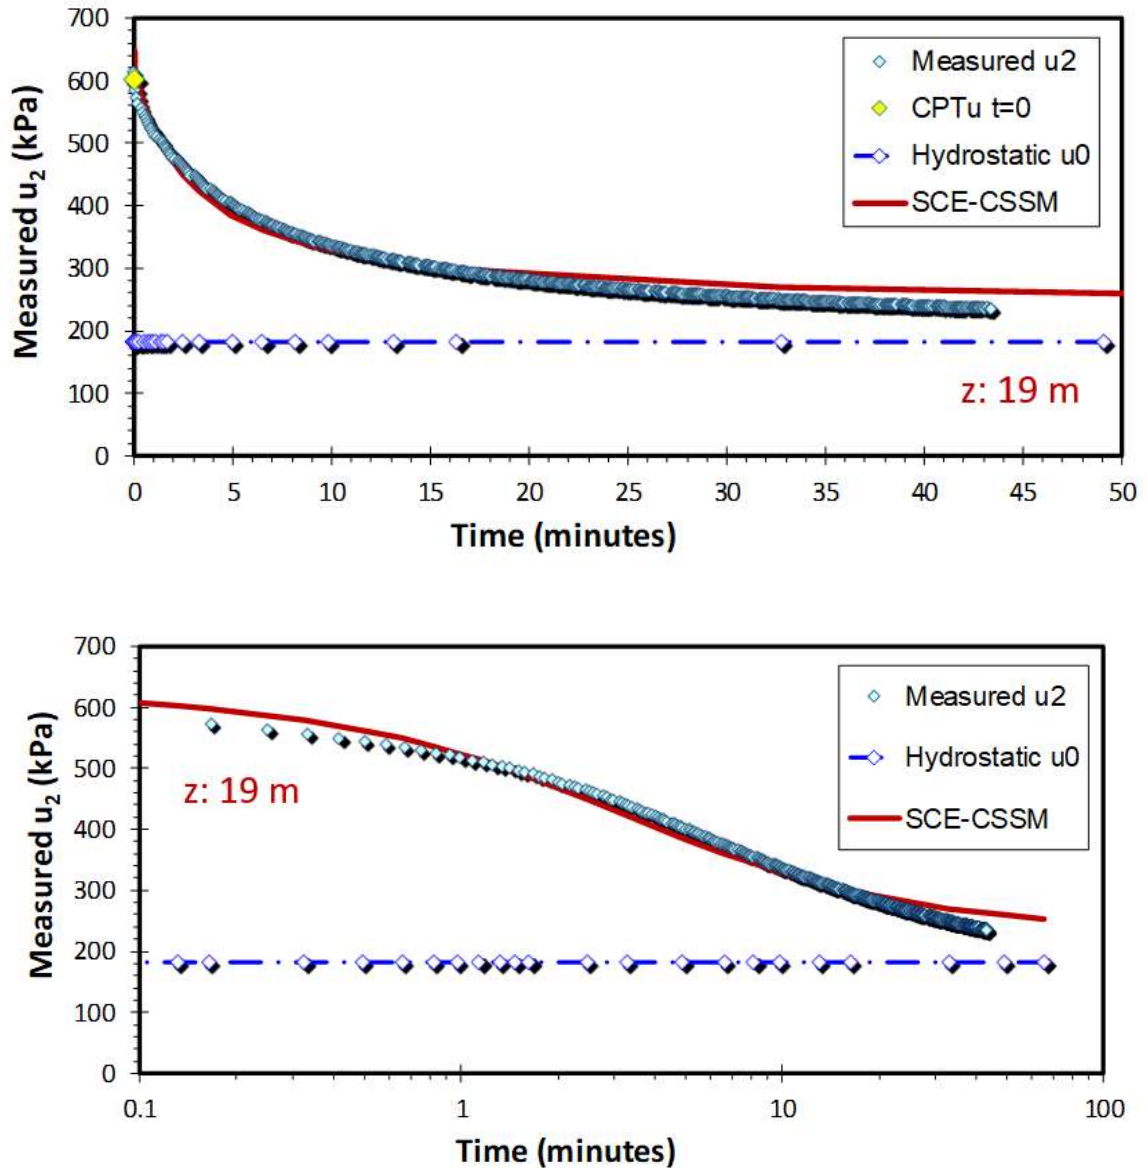 700
600
500
400
300
200
100
0
Measured u2 (kPa)
Measured u2
CPTu t=0
Hydrostatic u0
SCE-CSSM
z: 19 m
0 5 10 15 20 25 30 35 40 45 50
Time (minutes)
700
600
500
400
300
200
100
0
Measured u2 (kPa)
Measured u2
Hydrostatic u0
SCE-CSSM
z: 19 m
0.1 1 10 100
Time (minutes)